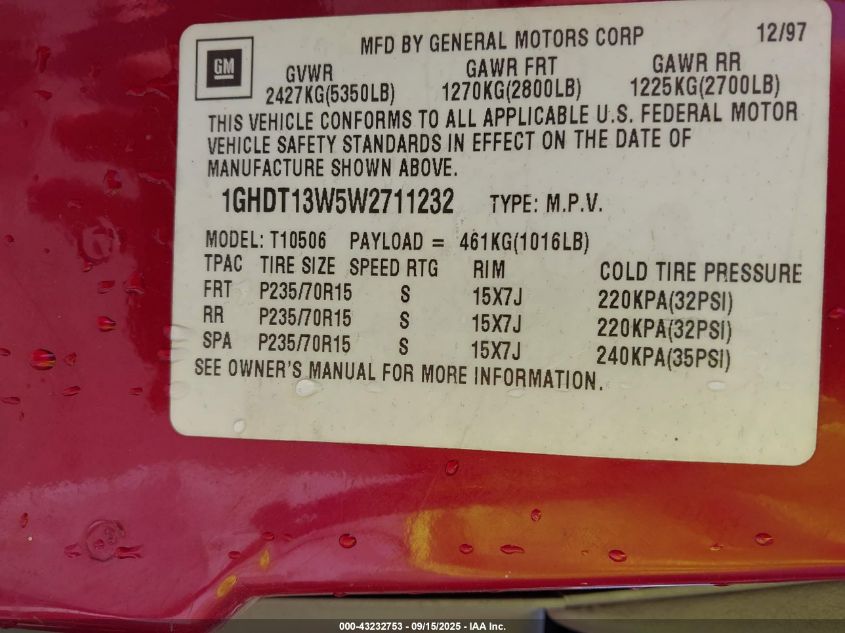 MFD BY GENERAL MOTORS CORP 12/97
GM
GVWR GAWR FRT GAWR RR
2427KG(5350LB) 1270KG(2800LB) 1225KG(2700LB)
THIS VEHICLE CONFORMS TO ALL APPLICABLE U.S. FEDERAL MOTOR
VEHICLE SAFETY STANDARDS IN EFFECT ON THE DATE OF
MANUFACTURE SHOWN ABOVE.
1GHDT13W5W2711232 TYPE: M.P.V.
MODEL: T10506 PAYLOAD = 461KG(1016LB)
TPAC TIRE SIZE SPEED RTG RIM COLD TIRE PRESSURE
FRT P235/70R15 S 15X7J 220KPA(32PSI)
RR P235/70R15 S 15X7J 220KPA(32PSI)
SPA P235/70R15 S 15X7J 240KPA(35PSI)
SEE OWNER'S MANUAL FOR MORE INFORMATION.
000-43232753 - 09/15/2025 - IAA Inc.